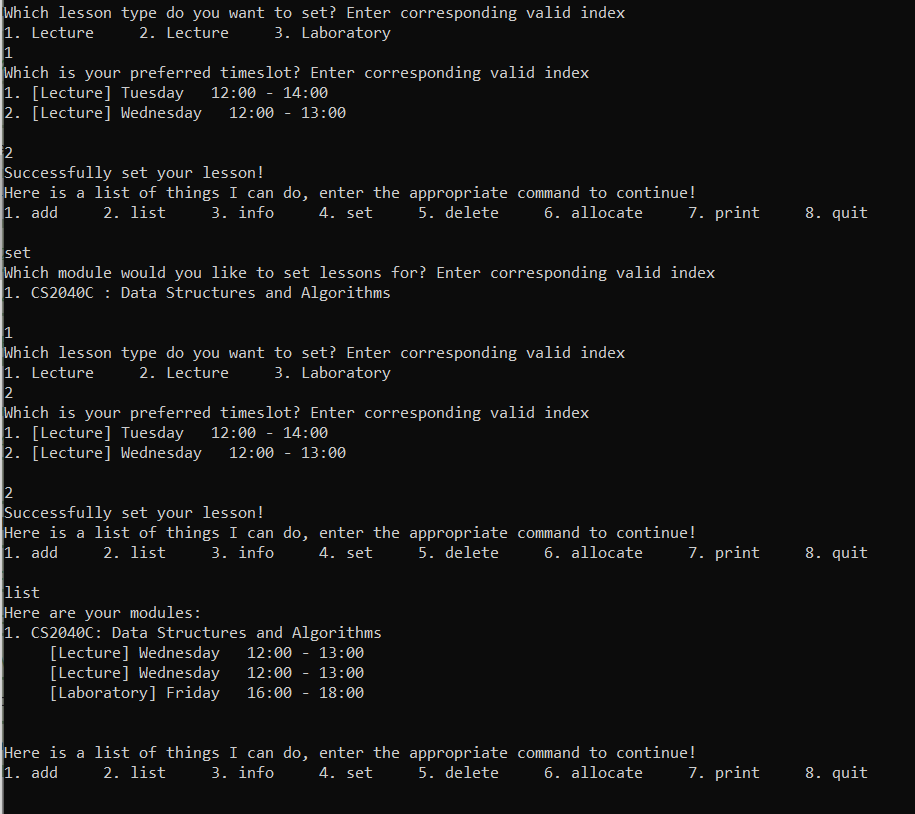 Which lesson type do you want to set? Enter corresponding valid index
1. Lecture     2. Lecture     3. Laboratory
1
Which is your preferred timeslot? Enter corresponding valid index
1. [Lecture] Tuesday   12:00 - 14:00
2. [Lecture] Wednesday   12:00 - 13:00
2
Successfully set your lesson!
Here is a list of things I can do, enter the appropriate command to continue!
1. add     2. list     3. info     4. set     5. delete     6. allocate     7. print     8. quit
set
Which module would you like to set lessons for? Enter corresponding valid index
1. CS2040C : Data Structures and Algorithms
1
Which lesson type do you want to set? Enter corresponding valid index
1. Lecture     2. Lecture     3. Laboratory
2
Which is your preferred timeslot? Enter corresponding valid index
1. [Lecture] Tuesday   12:00 - 14:00
2. [Lecture] Wednesday   12:00 - 13:00
2
Successfully set your lesson!
Here is a list of things I can do, enter the appropriate command to continue!
1. add     2. list     3. info     4. set     5. delete     6. allocate     7. print     8. quit
list
Here are your modules:
1. CS2040C: Data Structures and Algorithms
     [Lecture] Wednesday   12:00 - 13:00
     [Lecture] Wednesday   12:00 - 13:00
     [Laboratory] Friday   16:00 - 18:00
Here is a list of things I can do, enter the appropriate command to continue!
1. add     2. list     3. info     4. set     5. delete     6. allocate     7. print     8. quit